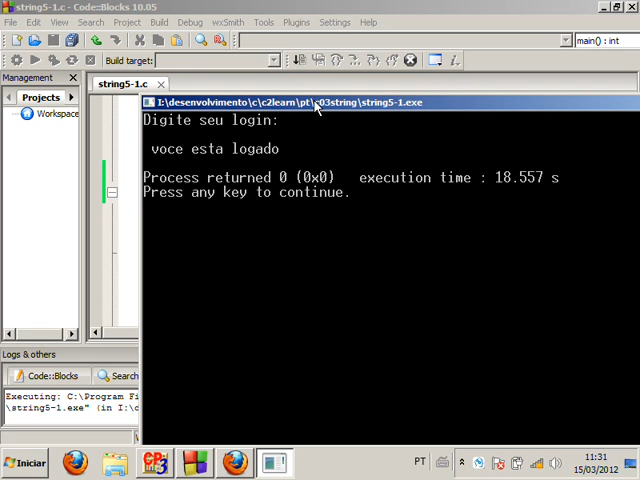 string5-1.c - Code::Blocks 10.05
File Edit View Search Project Build Debug wxSmith Tools Plugins Settings Help
main() : int
Build target:
Management
string5-1.c
Projects
Workspace
I:\desenvolvimento\c\c2learn\pt\c03string\string5-1.exe
Digite seu login:
voce esta logado
Process returned 0 (0x0) execution time : 18.557 s
Press any key to continue.
Logs & others
Code::Blocks Search
Executing: C:\Program Fi
\string5-1.exe" (in I:\d
Iniciar
PT
11:31
15/03/2012